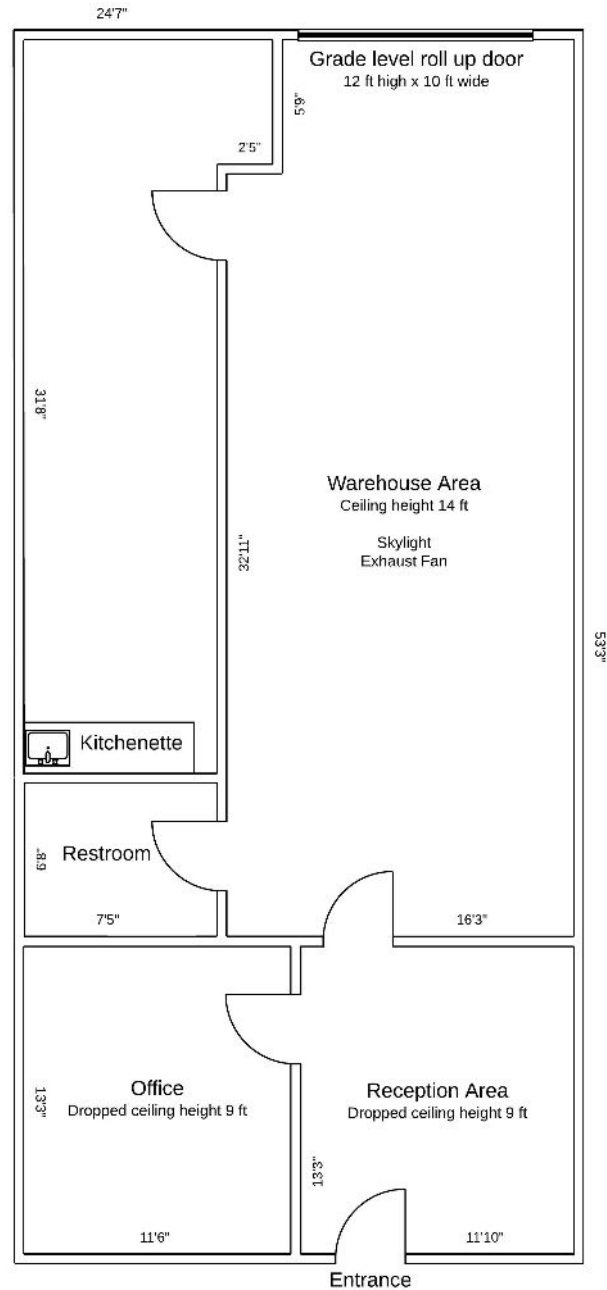 24'7"
Grade level roll up door
12 ft high x 10 ft wide
5'9"
2'5"
31'8"
Warehouse Area
Ceiling height 14 ft
Skylight
Exhaust Fan
32'11"
53'3"
Kitchenette
Restroom
6'8"
7'5"
16'3"
Office
Dropped ceiling height 9 ft
Reception Area
Dropped ceiling height 9 ft
13'3"
13'3"
11'6"
11'10"
Entrance